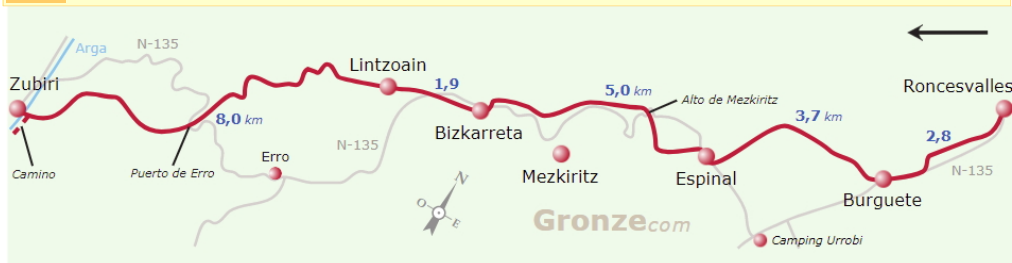 Arga
N-135
Zubiri
Lintzoain
1,9
5,0 km
Alto de Mezkiritz
Roncesvalles
8,0 km
3,7 km
2,8
N-135
Bizkarreta
Camino
Puerto de Erro
Erro
Mezkiritz
Espinal
N-135
Burguete
N
O
E
Gronze.com
Camping Urrobi